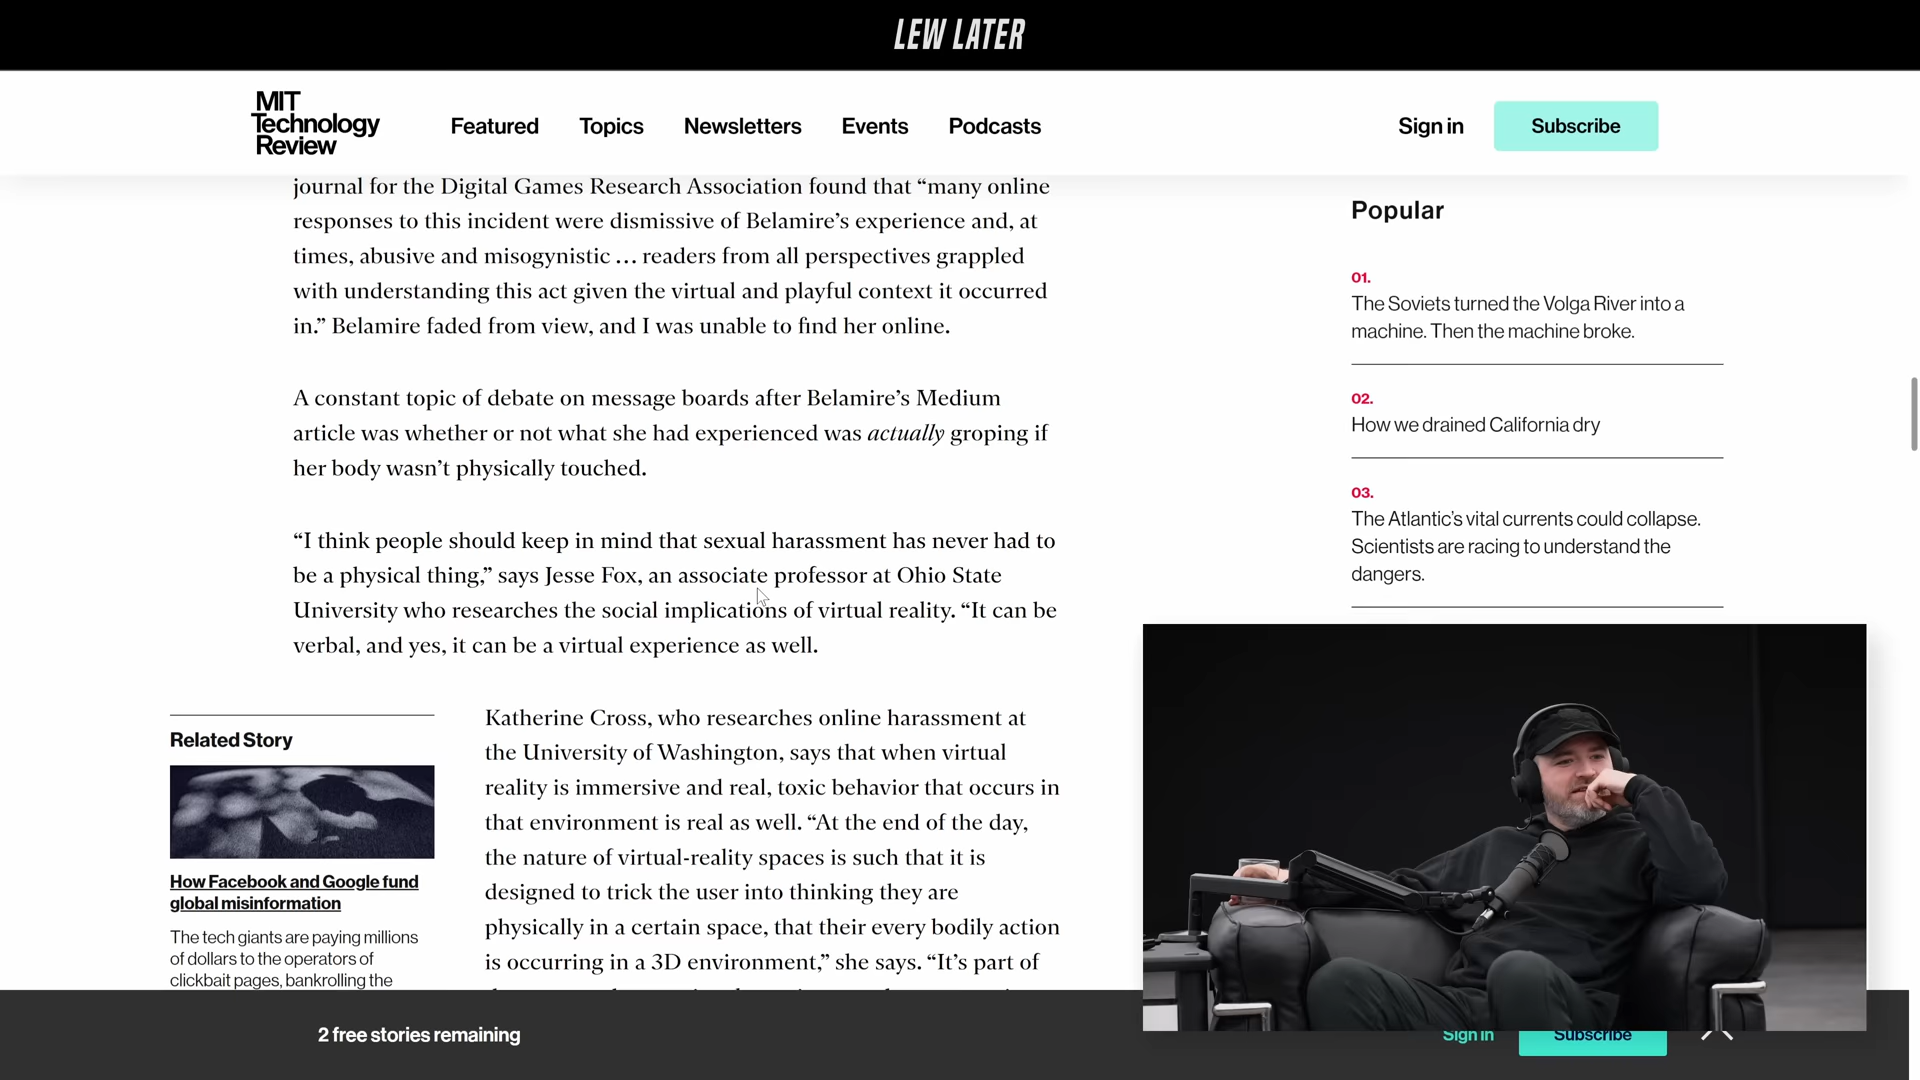 LEW LATER
MIT
Technology
Review
Featured
Topics
Newsletters
Events
Podcasts
Sign in
Subscribe
journal for the Digital Games Research Association found that “many online
responses to this incident were dismissive of Belamire’s experience and, at
times, abusive and misogynistic … readers from all perspectives grappled
with understanding this act given the virtual and playful context it occurred
in.” Belamire faded from view, and I was unable to find her online.
A constant topic of debate on message boards after Belamire’s Medium
article was whether or not what she had experienced was actually groping if
her body wasn’t physically touched.
“I think people should keep in mind that sexual harassment has never had to
be a physical thing,” says Jesse Fox, an associate professor at Ohio State
University who researches the social implications of virtual reality. “It can be
verbal, and yes, it can be a virtual experience as well.
Related Story
How Facebook and Google fund
global misinformation
The tech giants are paying millions
of dollars to the operators of
clickbait pages, bankrolling the
Katherine Cross, who researches online harassment at
the University of Washington, says that when virtual
reality is immersive and real, toxic behavior that occurs in
that environment is real as well. “At the end of the day,
the nature of virtual-reality spaces is such that it is
designed to trick the user into thinking they are
physically in a certain space, that their every bodily action
is occurring in a 3D environment,” she says. “It’s part of
Popular
01.
The Soviets turned the Volga River into a
machine. Then the machine broke.
02.
How we drained California dry
03.
The Atlantic’s vital currents could collapse.
Scientists are racing to understand the
dangers.
2 free stories remaining
Sign in
Subscribe